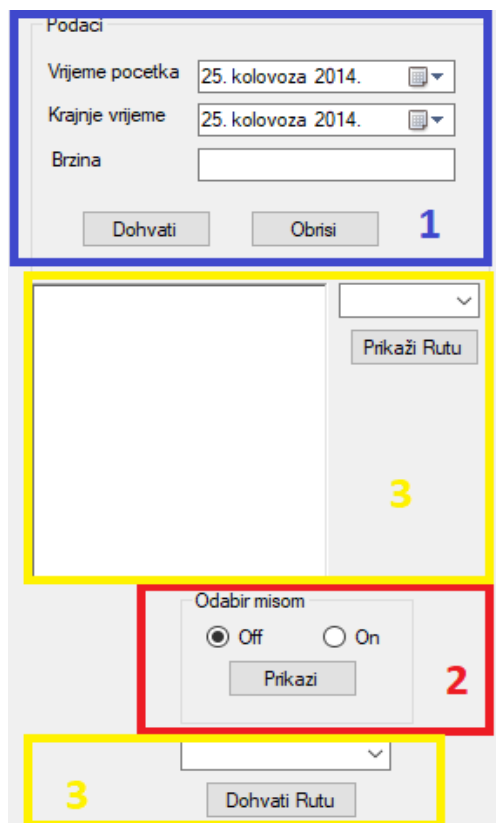 Podaci
Vrijeme pocetka 25. kolovoza 2014.
Krajnje vrijeme 25. kolovoza 2014.
Brzina
Dohvati Obrisi 1
Prikaži Rutu
3
Odabir misom
Off On
Prikazi 2
3 Dohvati Rutu